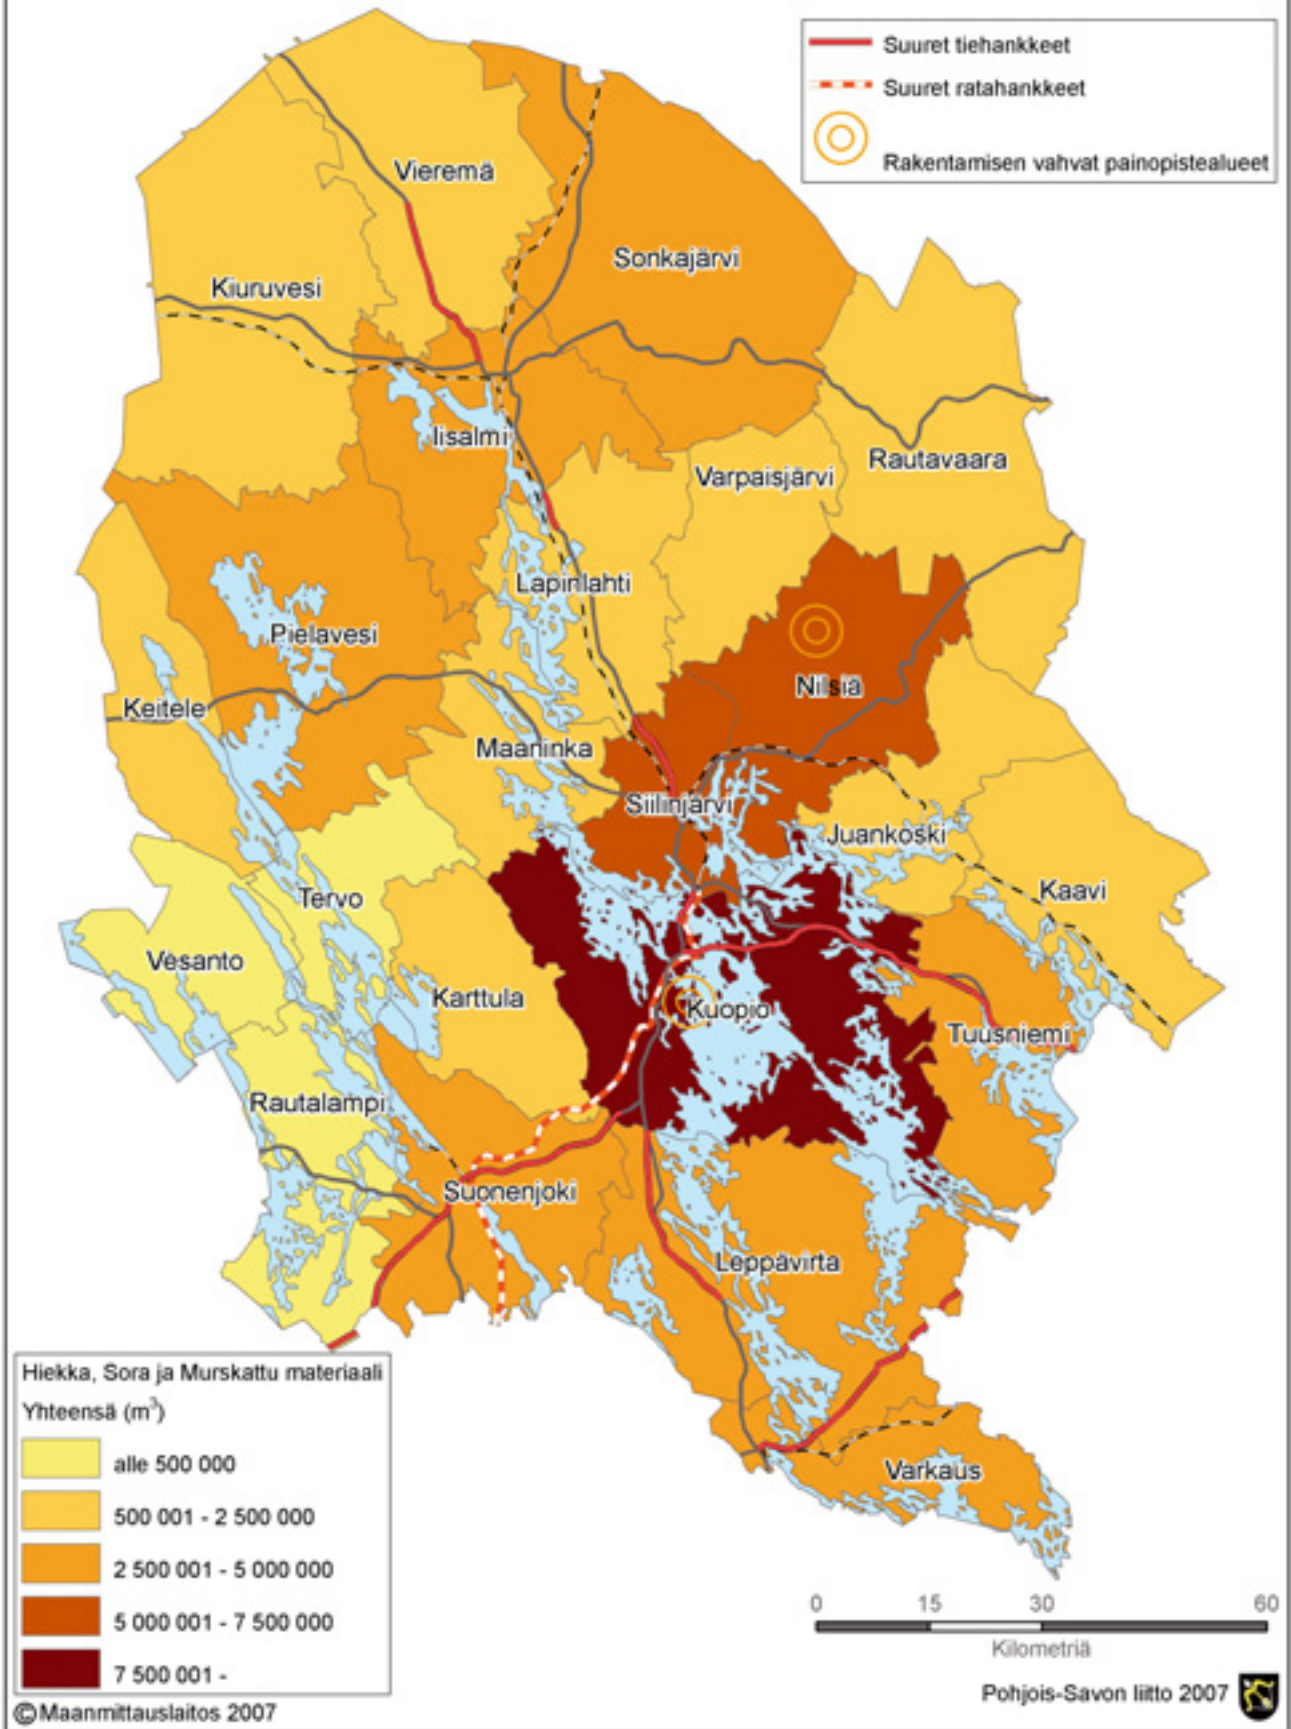 Suuret tiehankkeet
Suuret ratahankkeet
Rakentamisen vahvat painopistealueet
Vieremä
Sonkajärvi
Kiuruvesi
Iisalmi
Rautavaara
Varpaisjärvi
Lapinlahti
Pielavesi
Nilsiä
Keitele
Maaninka
Siilinjärvi
Juankoski
Kaavi
Tervo
Vesanto
Karttula
Kuopio
Tuusniemi
Rautalampi
Suonenjoki
Leppävirta
Varkaus
Hiekka, Sora ja Murskattu materiaali
Yhteensä (m³)
alle 500 000
500 001 - 2 500 000
2 500 001 - 5 000 000
5 000 001 - 7 500 000
7 500 001 -
0 15 30 60
Kilometriä
Pohjois-Savon liitto 2007
©Maanmittauslaitos 2007